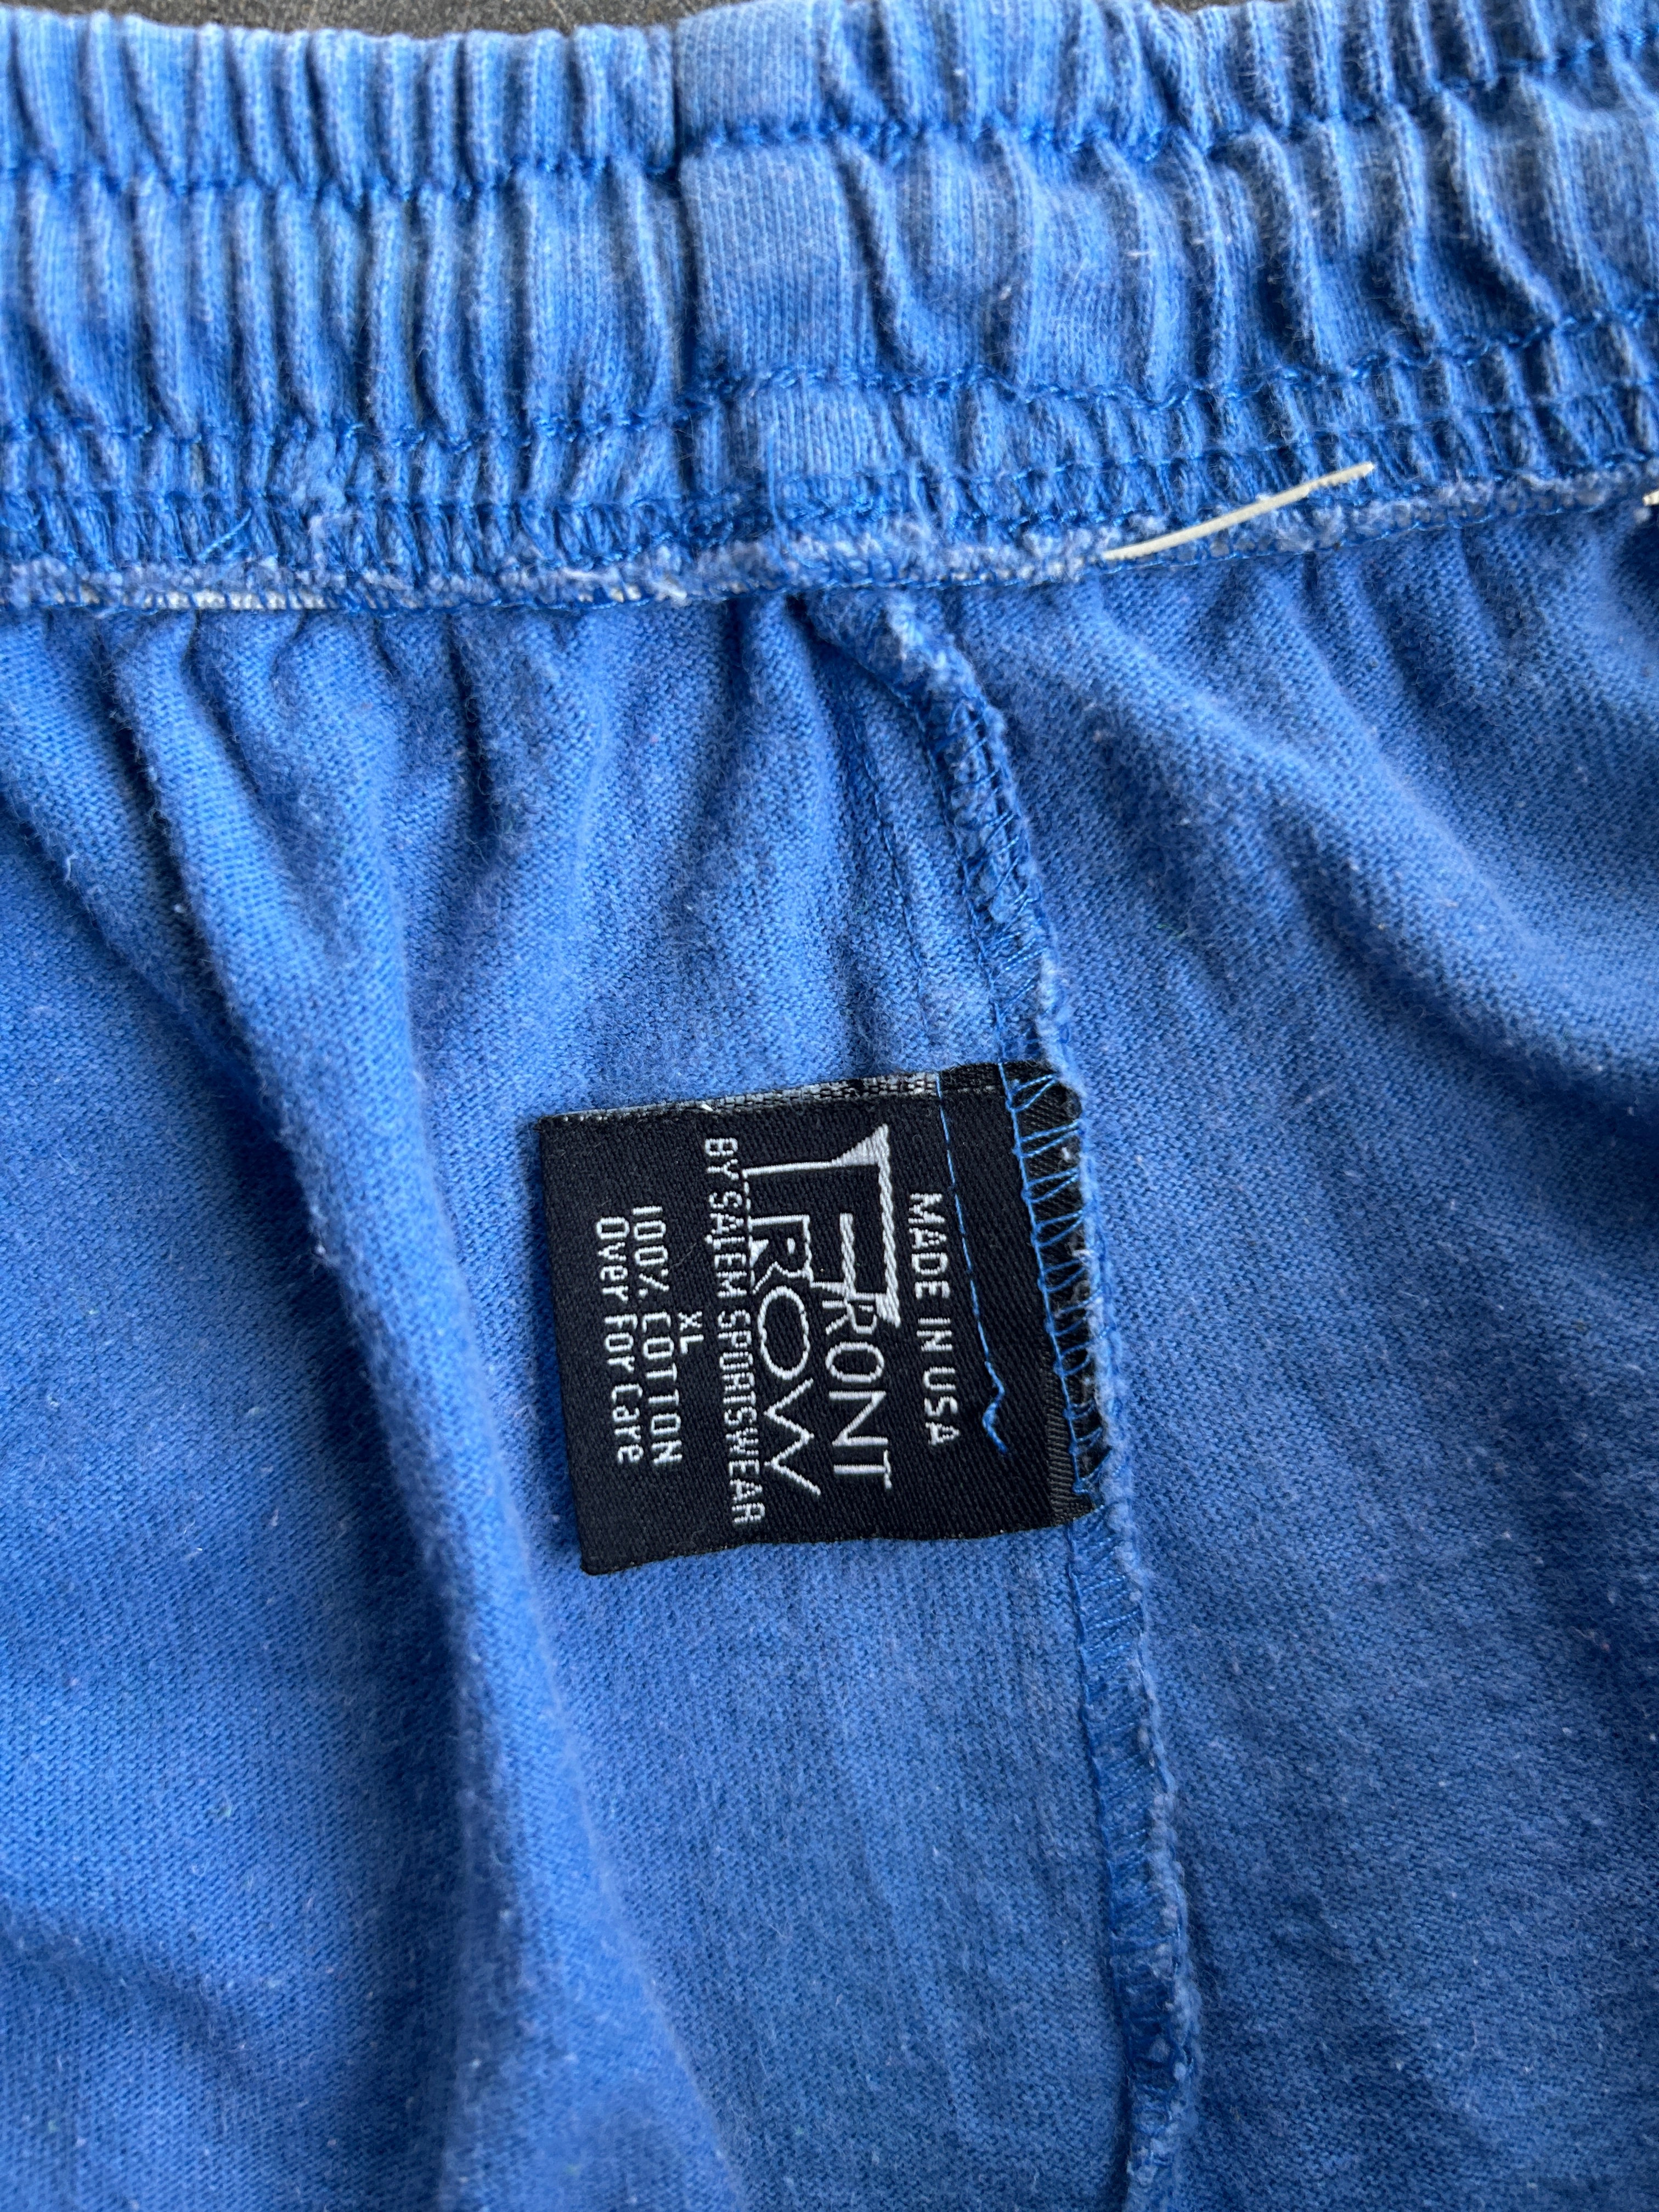 MADE IN USA
FRONT
ROW
BY SALEM SPORTSWEAR
XL
100% COTTON
Over For Care